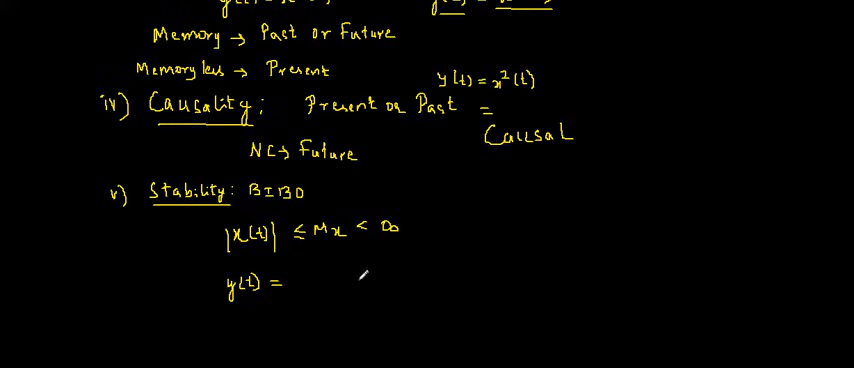 Memory → Past or Future
Memoryless → Present
y(t) = x²(t)
iv) Causality; Present or Past = Causal
NC → Future
v) Stability: BIBO
|x(t)| ≤ Mx < ∞
y(t) =